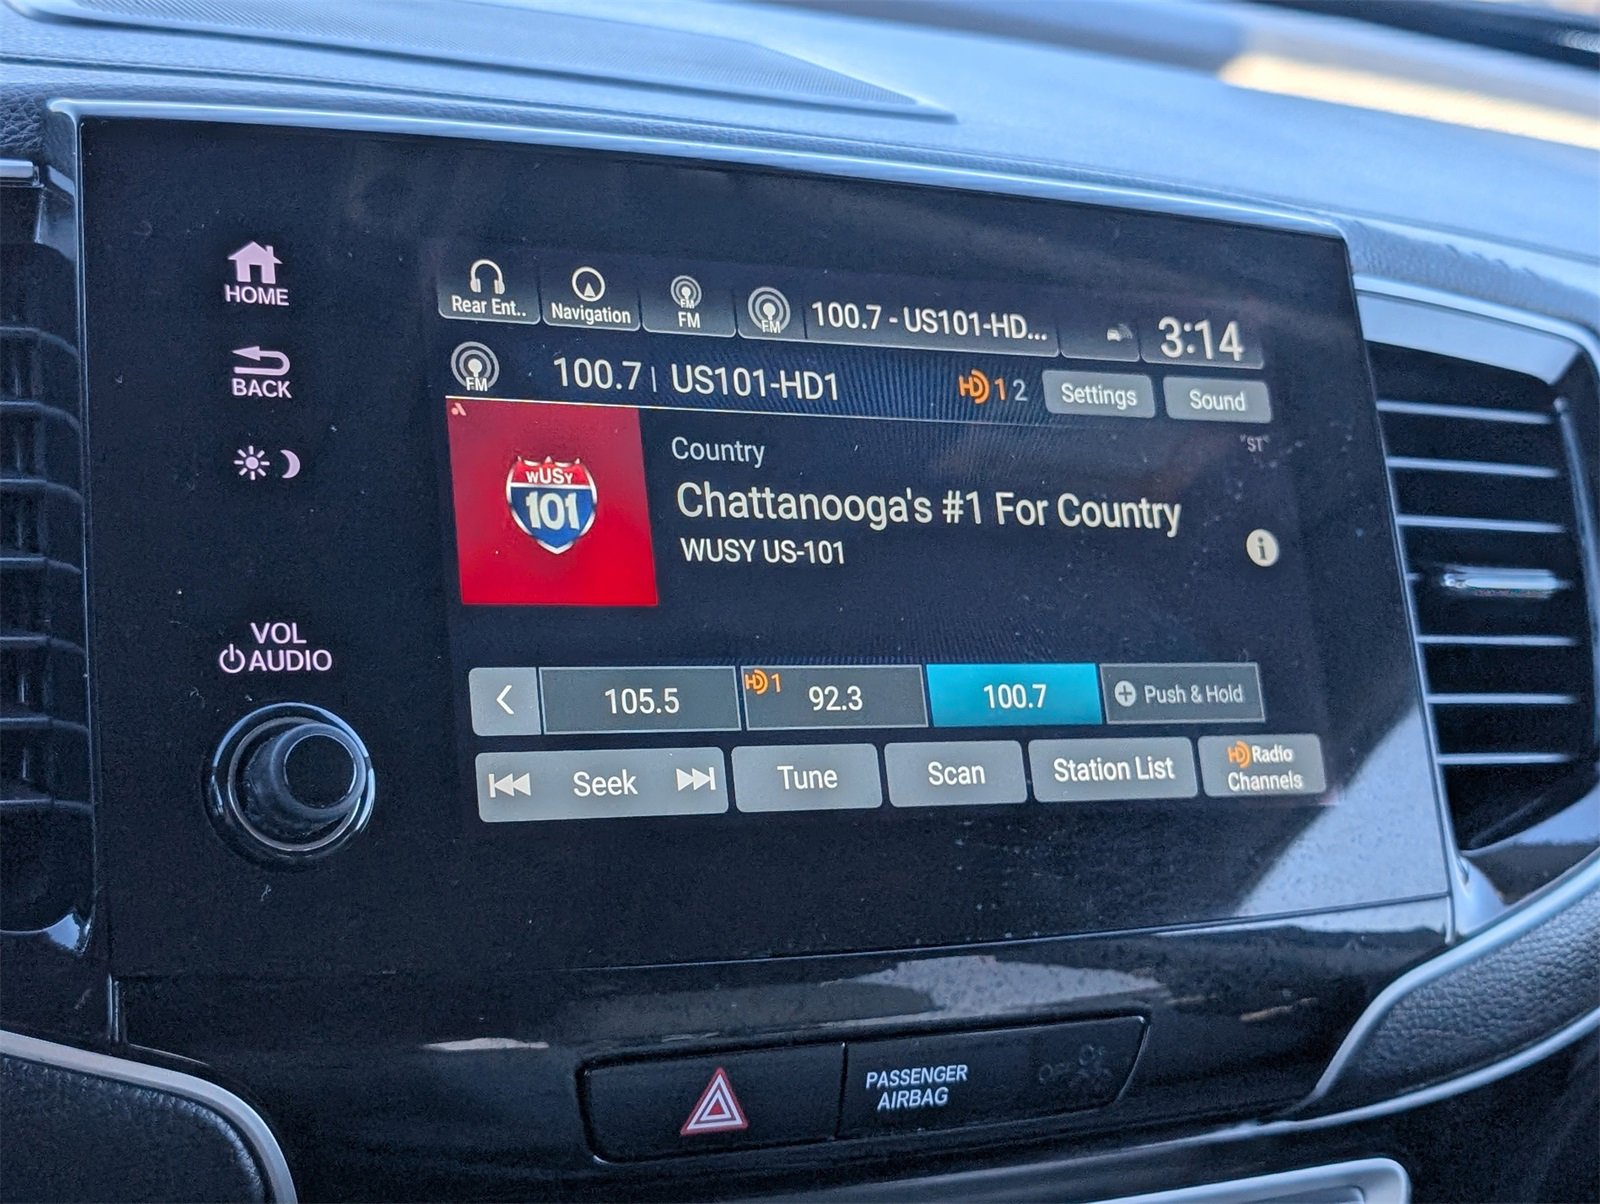 HOME
BACK
VOL
AUDIO
Rear Ent..
Navigation
FM
FM
FM
100.7 - US101-HD...
3:14
FM
100.7 | US101-HD1
HD 1 2
Settings
Sound
"ST"
wUSY
101
Country
Chattanooga's #1 For Country
WUSY US-101
i
105.5
HD 1
92.3
100.7
+ Push & Hold
Seek
Tune
Scan
Station List
HD Radio
Channels
PASSENGER
AIRBAG